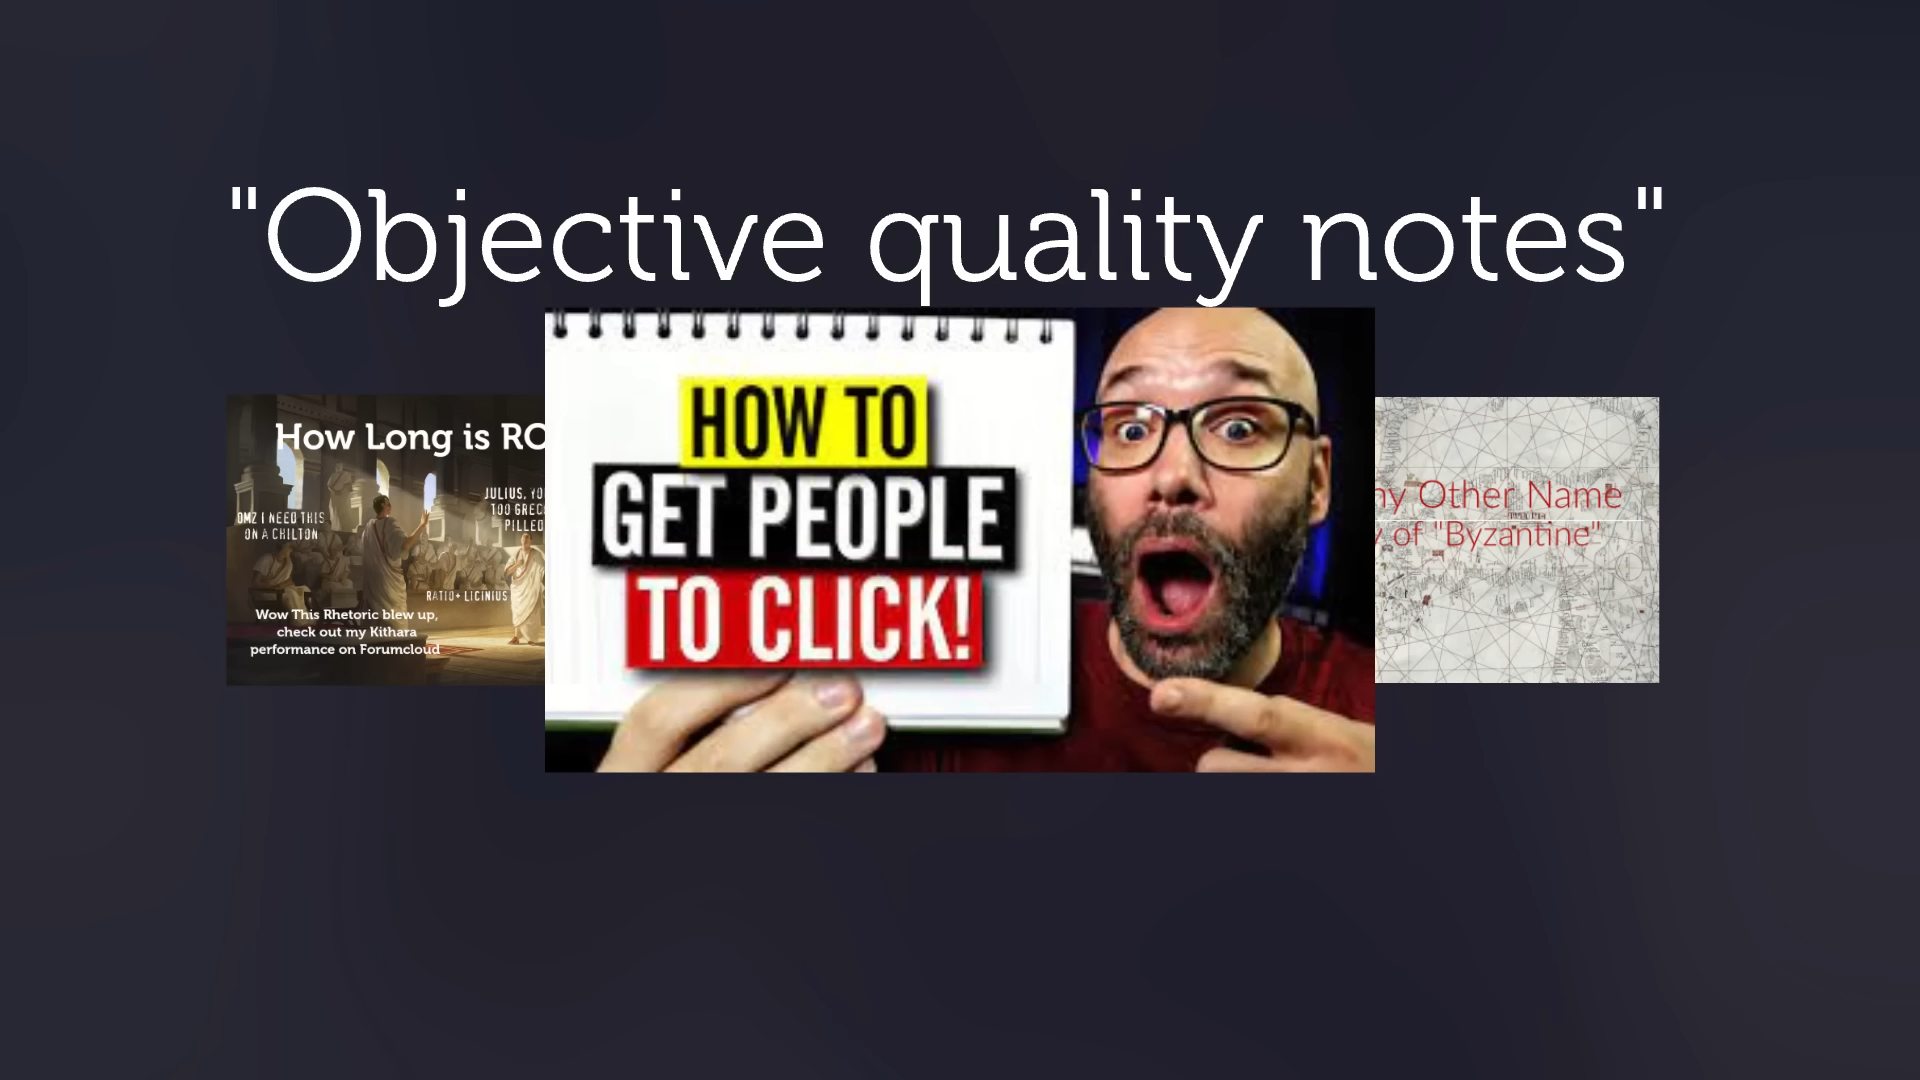 "Objective quality notes"
How Long is RO
OMZ I NEED THIS
ON A CHILTON
JULIUS, YO
TOO GREC
PILLED
RATIO+ LICINIUS
Wow This Rhetoric blew up,
check out my Kithara
performance on Forumcloud
HOW TO
GET PEOPLE
TO CLICK!
ny Other Name
y of "Byzantine"